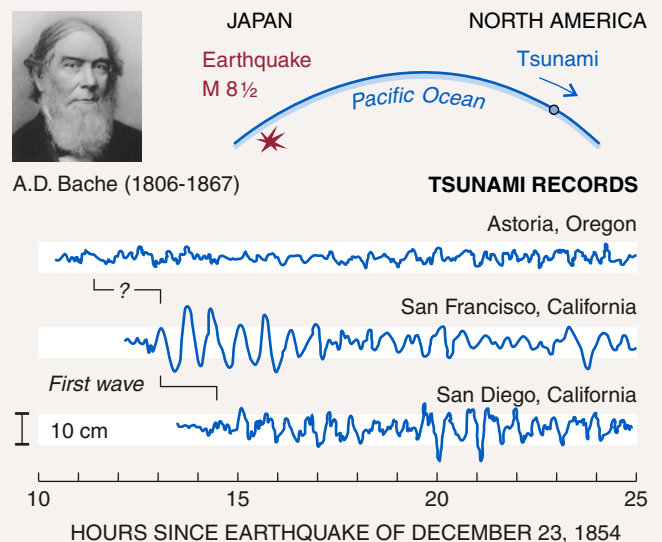 JAPAN
NORTH AMERICA
Earthquake
M 8½
Tsunami
Pacific Ocean
A.D. Bache (1806-1867)
TSUNAMI RECORDS
Astoria, Oregon
?
San Francisco, California
First wave
San Diego, California
10 cm
10 15 20 25
HOURS SINCE EARTHQUAKE OF DECEMBER 23, 1854